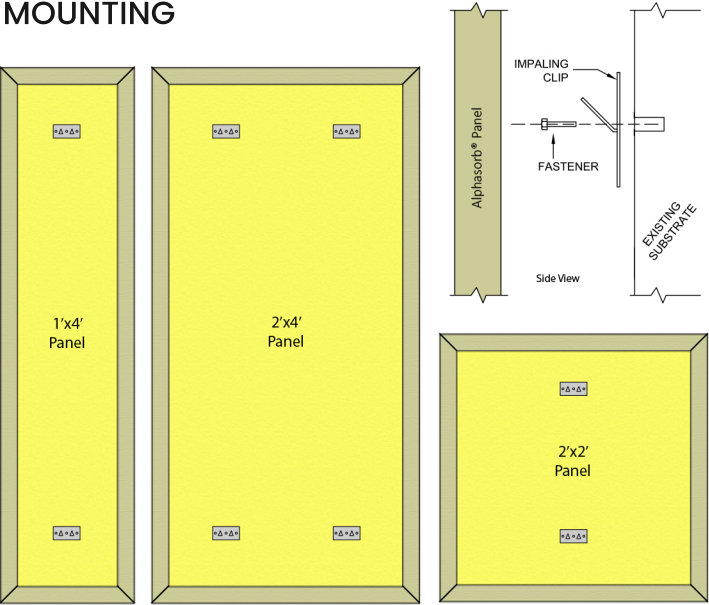 MOUNTING
1’x4’
Panel
2’x4’
Panel
IMPALING
CLIP
Alphasorb® Panel
FASTENER
EXISTING
SUBSTRATE
Side View
2’x2’
Panel